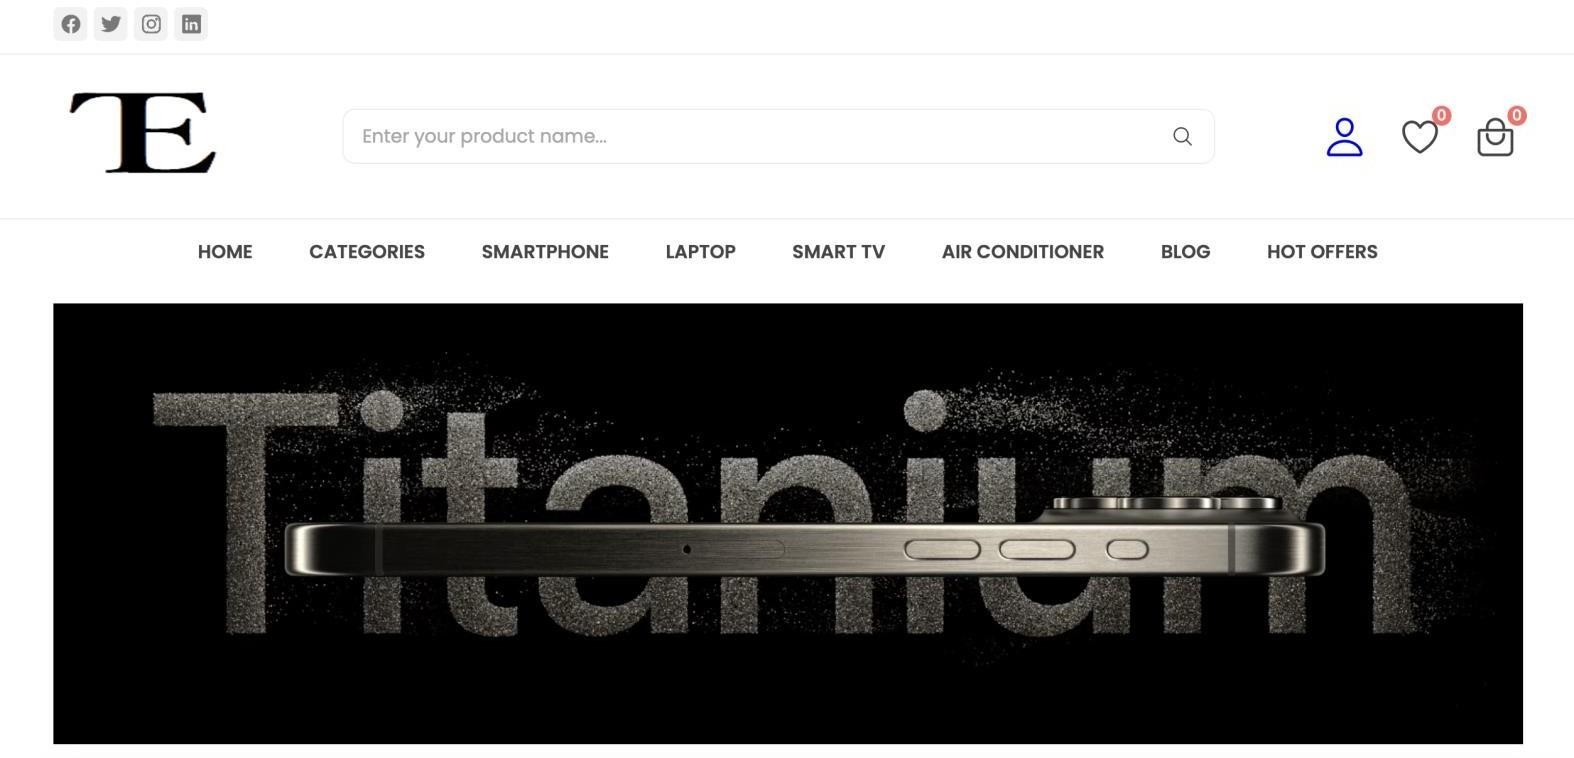 TE
Enter your product name...
0
0
HOME CATEGORIES SMARTPHONE LAPTOP SMART TV AIR CONDITIONER BLOG HOT OFFERS
Titanium